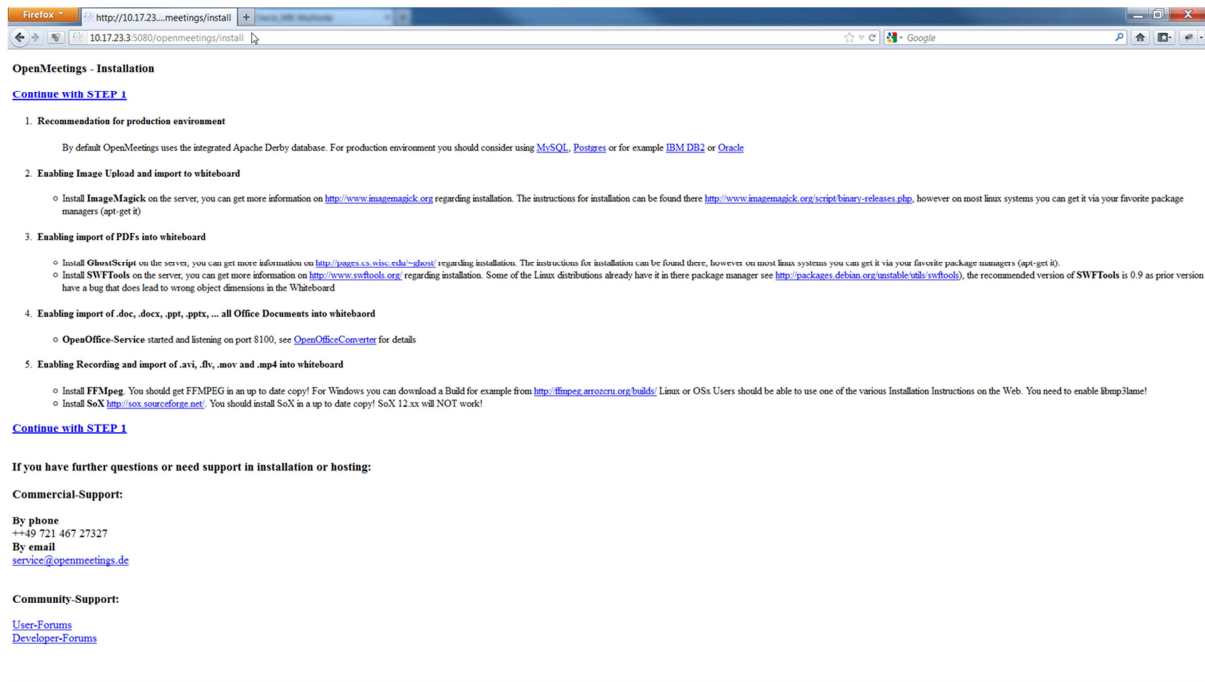 Firefox
http://10.17.23....meetings/install
+
10.17.23.3:5080/openmeetings/install
Google
OpenMeetings - Installation
Continue with STEP 1
1. Recommendation for production environment
By default OpenMeetings uses the integrated Apache Derby database. For production environment you should consider using MySQL, Postgres or for example IBM DB2 or Oracle
2. Enabling Image Upload and import to whiteboard
Install ImageMagick on the server, you can get more information on http://www.imagemagick.org regarding installation. The instructions for installation can be found there http://www.imagemagick.org/script/binary-releases.php, however on most linux systems you can get it via your favorite package
managers (apt-get it)
3. Enabling import of PDFs into whiteboard
Install GhostScript on the server, you can get more information on http://pages.cs.wisc.edu/~ghost/ regarding installation. The instructions for installation can be found there, however on most linux systems you can get it via your favorite package managers (apt-get it).
Install SWFTools on the server, you can get more information on http://www.swftools.org/ regarding installation. Some of the Linux distributions already have it in there package manager see http://packages.debian.org/unstable/utils/swftools), the recommended version of SWFTools is 0.9 as prior version
have a bug that does lead to wrong object dimensions in the Whiteboard
4. Enabling import of .doc, .docx, .ppt, .pptx, ... all Office Documents into whitebaord
OpenOffice-Service started and listening on port 8100, see OpenOfficeConverter for details
5. Enabling Recording and import of .avi, .flv, .mov and .mp4 into whiteboard
Install FFMpeg. You should get FFMPEG in an up to date copy! For Windows you can download a Build for example from http://ffmpeg.arrozcru.org/builds/ Linux or OSx Users should be able to use one of the various Installation Instructions on the Web. You need to enable libmp3lame!
Install SoX http://sox.sourceforge.net/. You should install SoX in a up to date copy! SoX 12.xx will NOT work!
Continue with STEP 1
If you have further questions or need support in installation or hosting:
Commercial-Support:
By phone
++49 721 467 27327
By email
service@openmeetings.de
Community-Support:
User-Forums
Developer-Forums